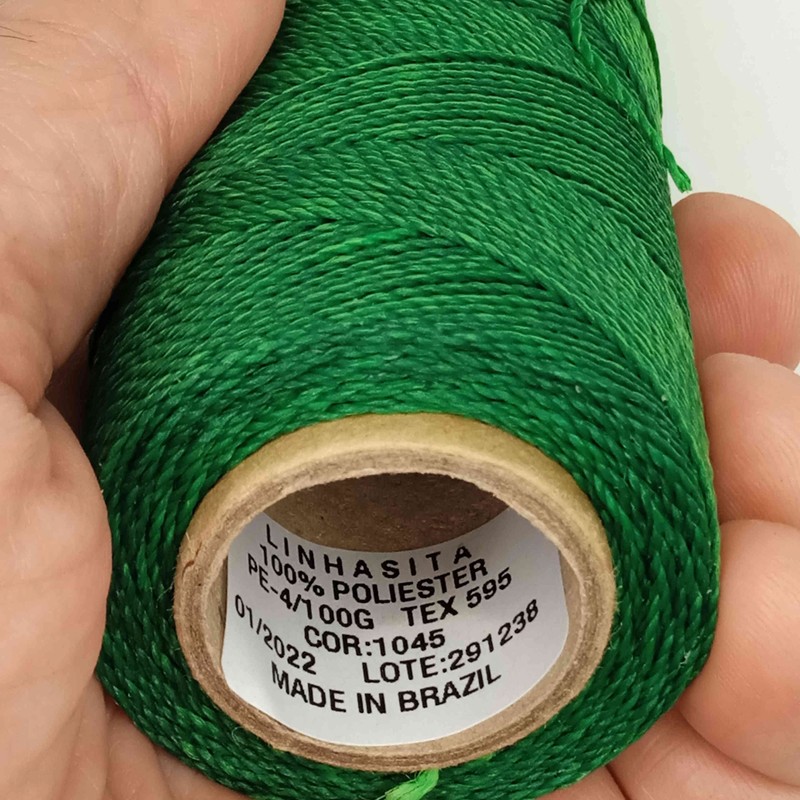 LINHASITA
100% POLIESTER
PE-4/100G TEX 595
COR:1045
01/2022 LOTE:291238
MADE IN BRAZIL